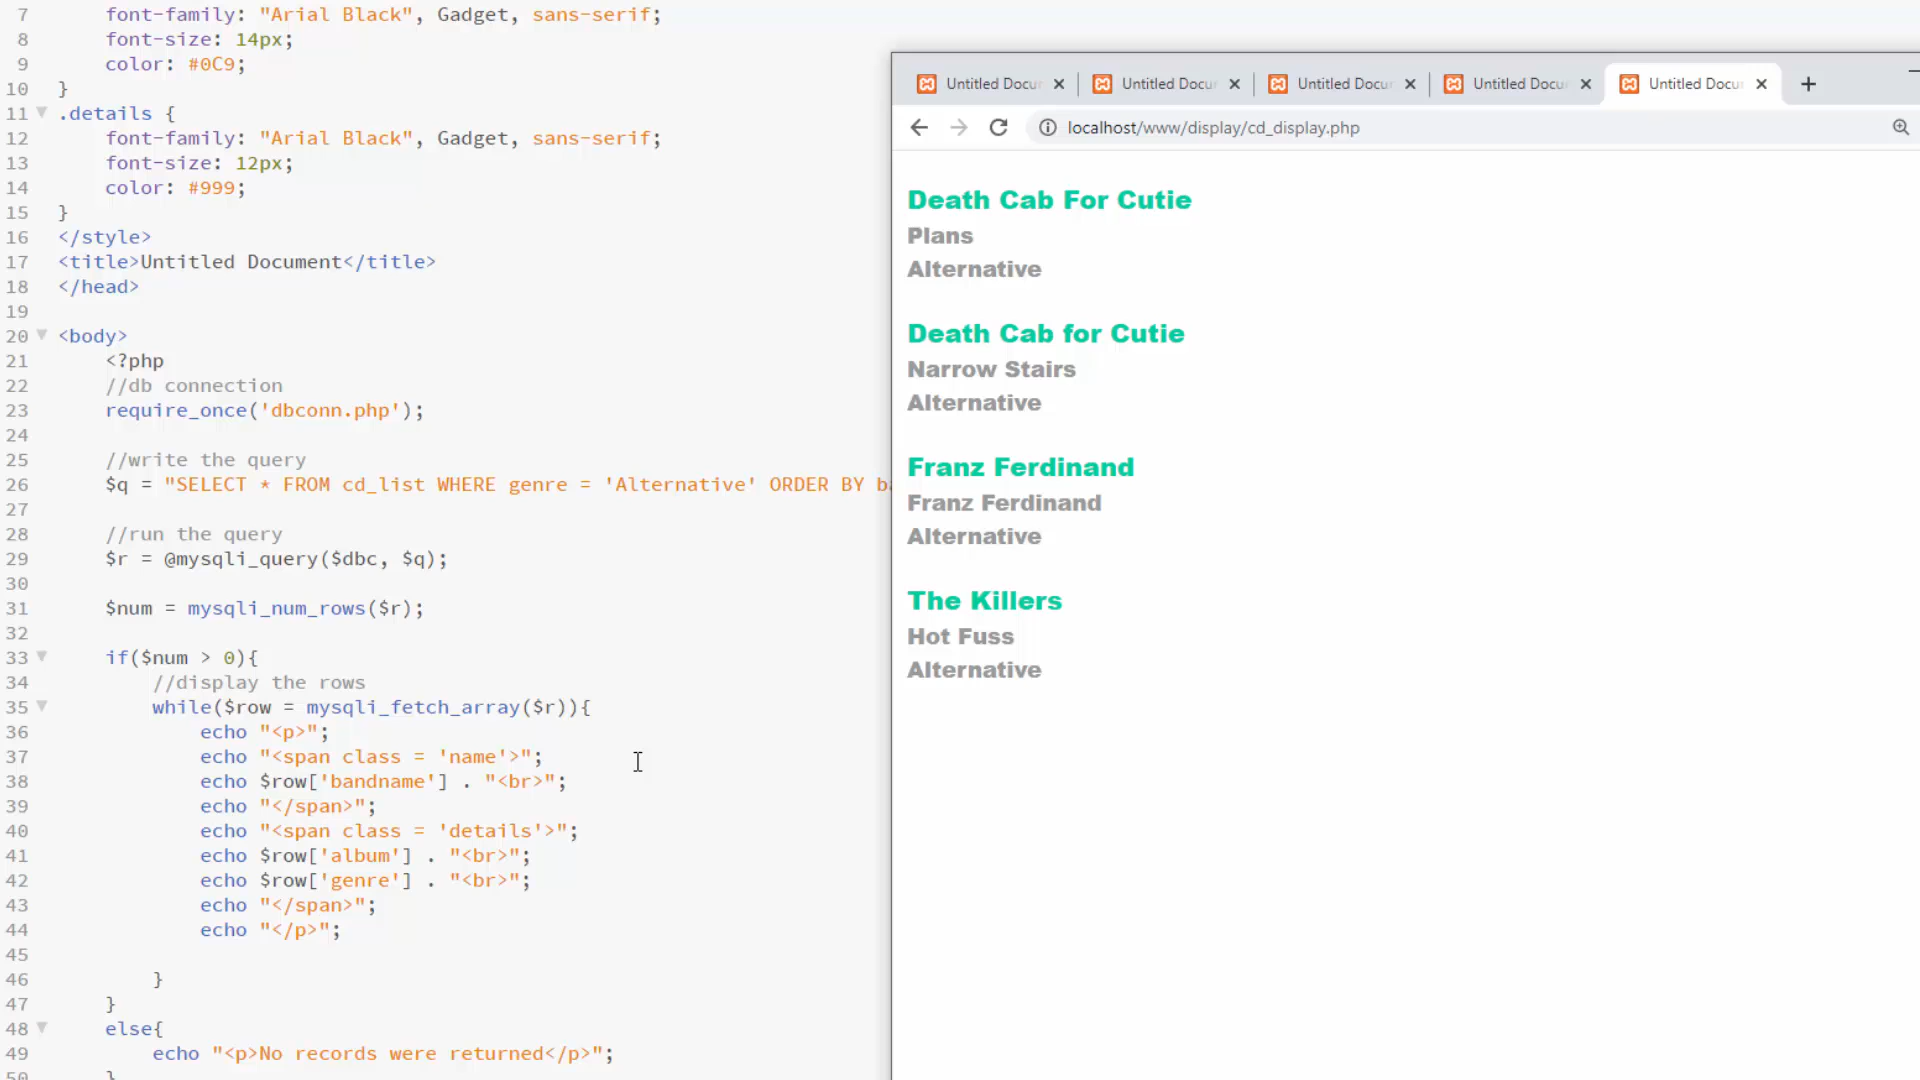 7 font-family: "Arial Black", Gadget, sans-serif;
8 font-size: 14px;
9 color: #0C9;
10 }
11 .details {
12 font-family: "Arial Black", Gadget, sans-serif;
13 font-size: 12px;
14 color: #999;
15 }
16 </style>
17 <title>Untitled Document</title>
18 </head>
19
20 <body>
21 <?php
22 //db connection
23 require_once('dbconn.php');
24
25 //write the query
26 $q = "SELECT * FROM cd_list WHERE genre = 'Alternative' ORDER BY ba
27
28 //run the query
29 $r = @mysqli_query($dbc, $q);
30
31 $num = mysqli_num_rows($r);
32
33 if($num > 0){
34 //display the rows
35 while($row = mysqli_fetch_array($r)){
36 echo "<p>";
37 echo "<span class = 'name'>";
38 echo $row['bandname'] . "<br>";
39 echo "</span>";
40 echo "<span class = 'details'>";
41 echo $row['album'] . "<br>";
42 echo $row['genre'] . "<br>";
43 echo "</span>";
44 echo "</p>";
45
46 }
47 }
48 else{
49 echo "<p>No records were returned</p>";
50 }
Untitled Docu Untitled Docu Untitled Docu Untitled Docu Untitled Docu
localhost/www/display/cd_display.php
Death Cab For Cutie
Plans
Alternative
Death Cab for Cutie
Narrow Stairs
Alternative
Franz Ferdinand
Franz Ferdinand
Alternative
The Killers
Hot Fuss
Alternative